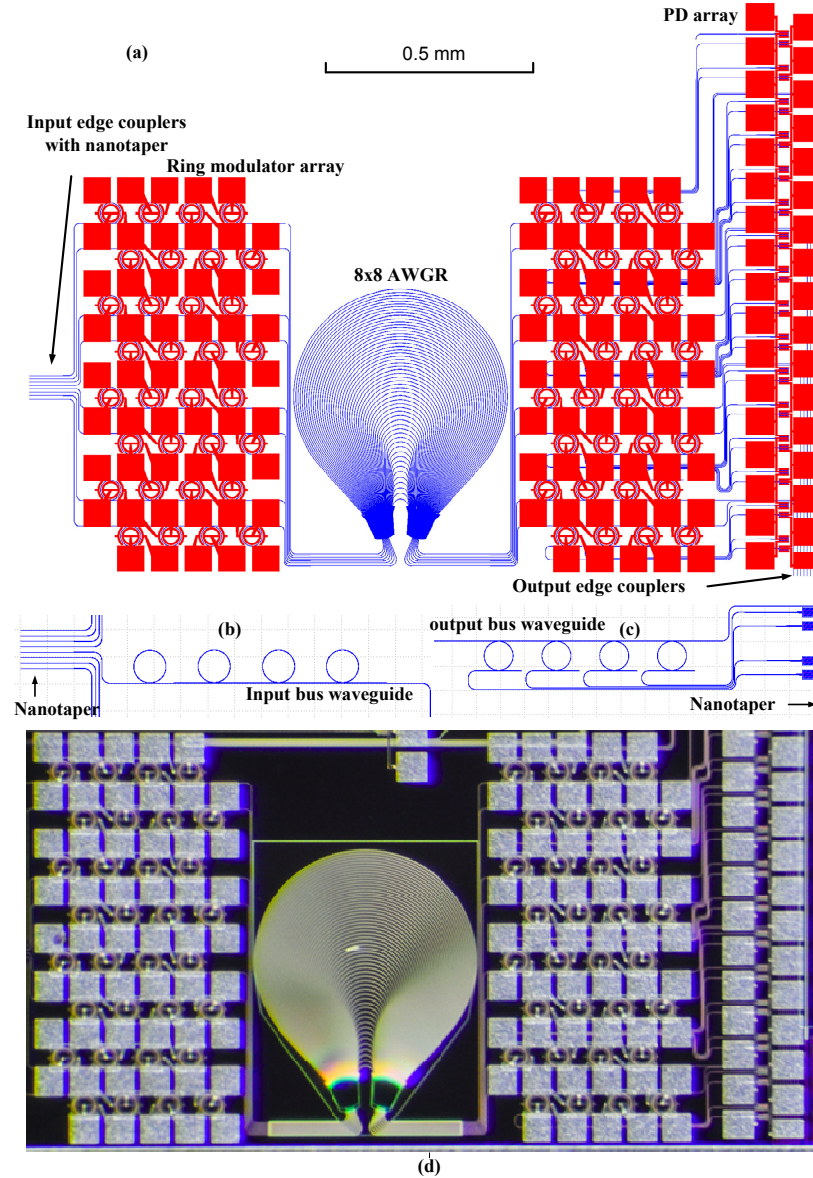 PD array
(a)
0.5 mm
Input edge couplers
with nanotaper
Ring modulator array
8x8 AWGR
Output edge couplers
(b)
output bus waveguide
(c)
Input bus waveguide
Nanotaper
Nanotaper
(d)